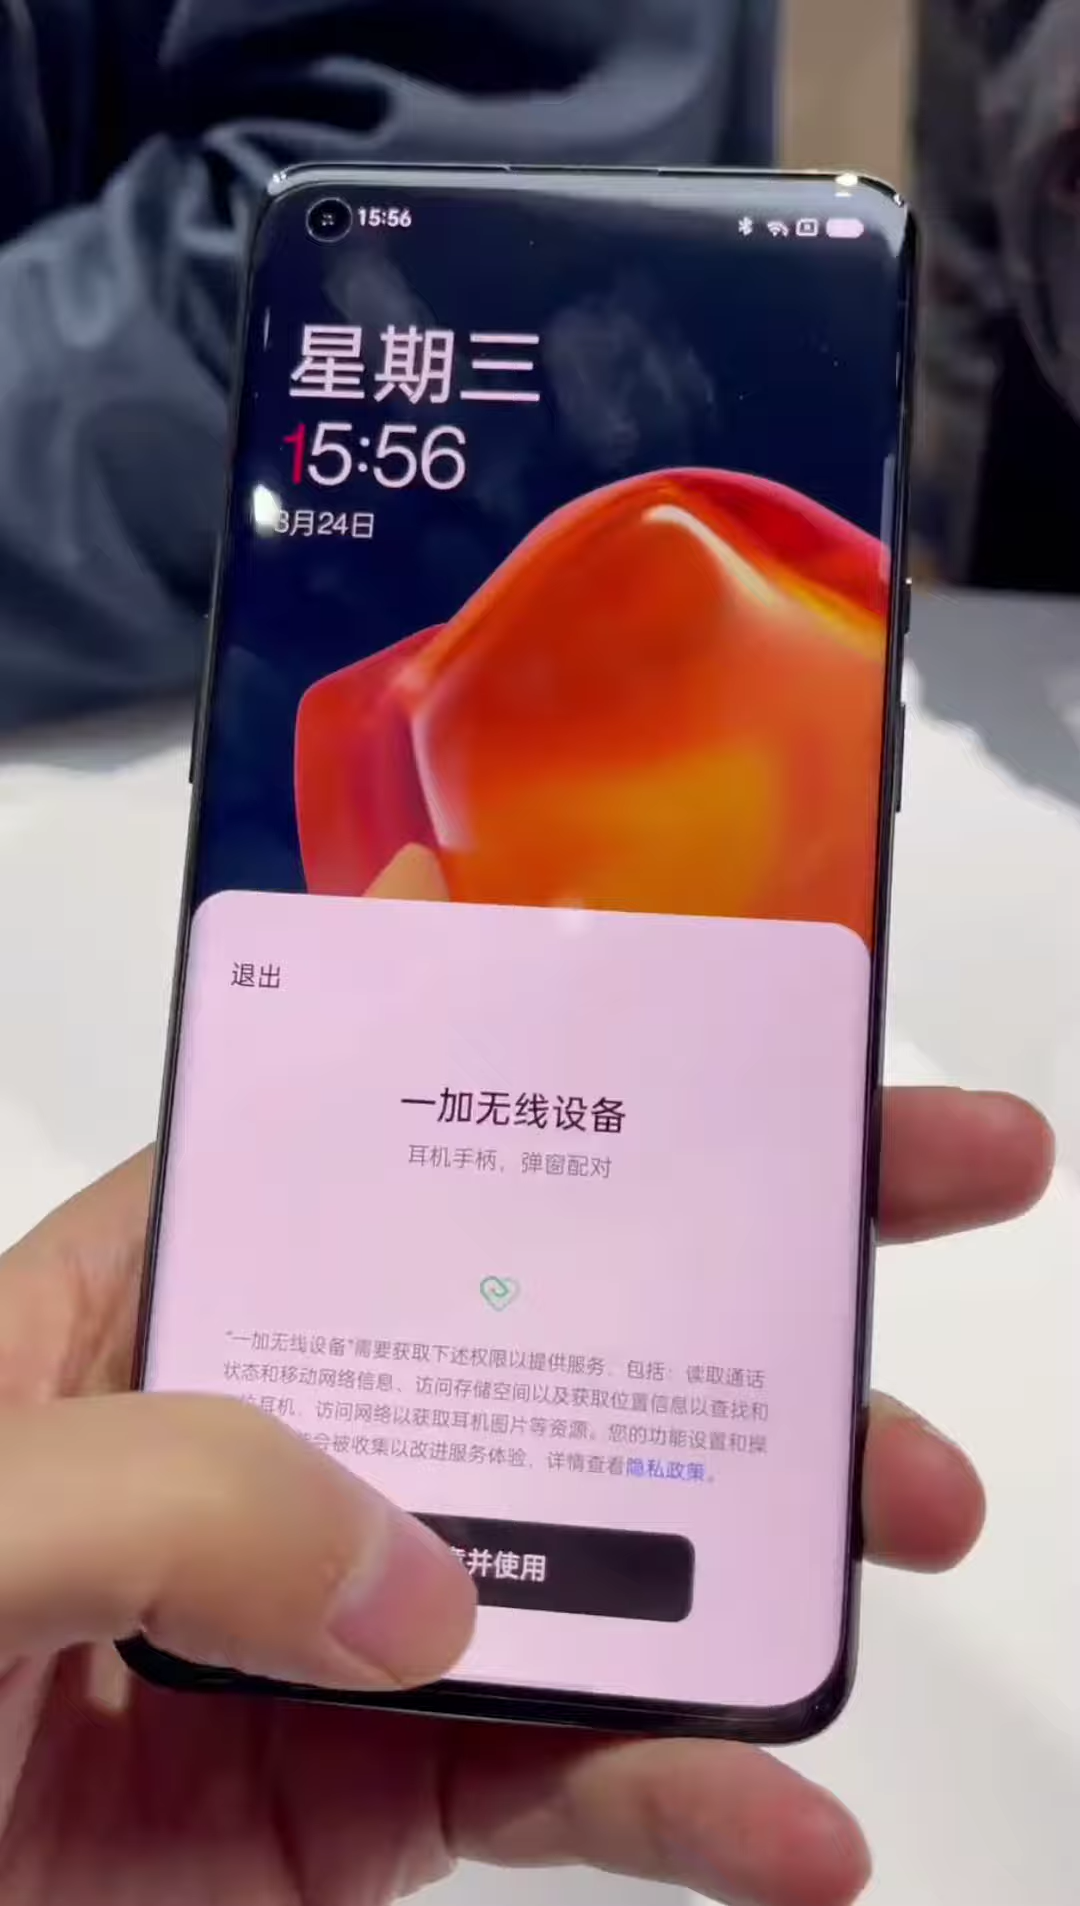 15:56
星期三
15:56
3月24日
退出
一加无线设备
耳机手柄，弹窗配对
“一加无线设备”需要获取下述权限以提供服务，包括：读取通话
状态和移动网络信息、访问存储空间以及获取位置信息以查找和
耳机、访问网络以获取耳机图片等资源。您的功能设置和操
会被收集以改进服务体验，详情查看隐私政策。
并使用